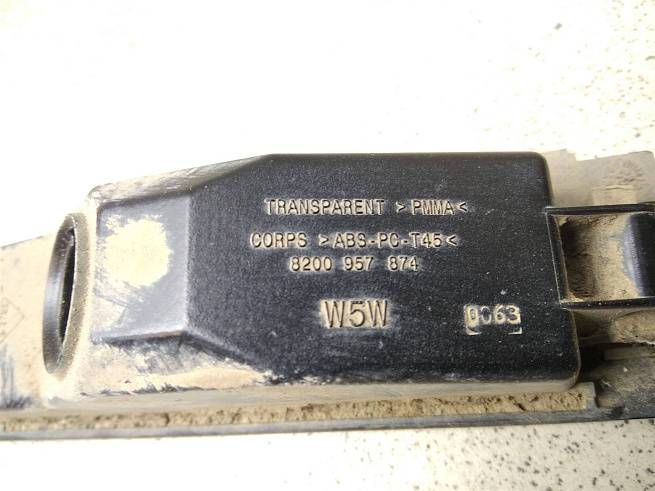 TRANSPARENT >PMMA<
CORPS >ABS-PC-T45<
8200 957 874
W5W 0063